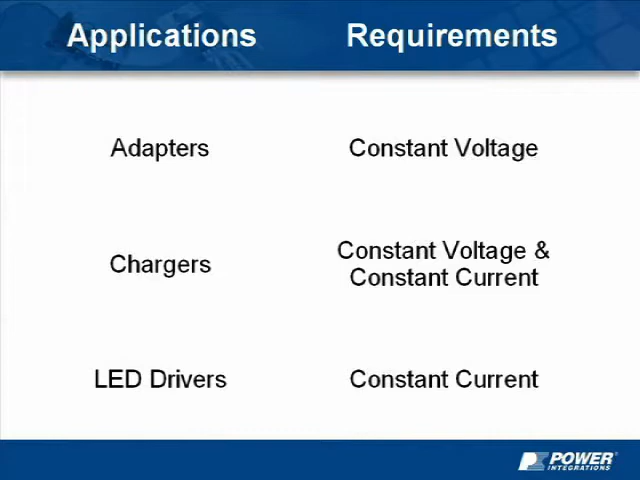 Applications Requirements
Adapters Constant Voltage
Chargers Constant Voltage &
Constant Current
LED Drivers Constant Current
POWER
INTEGRATIONS